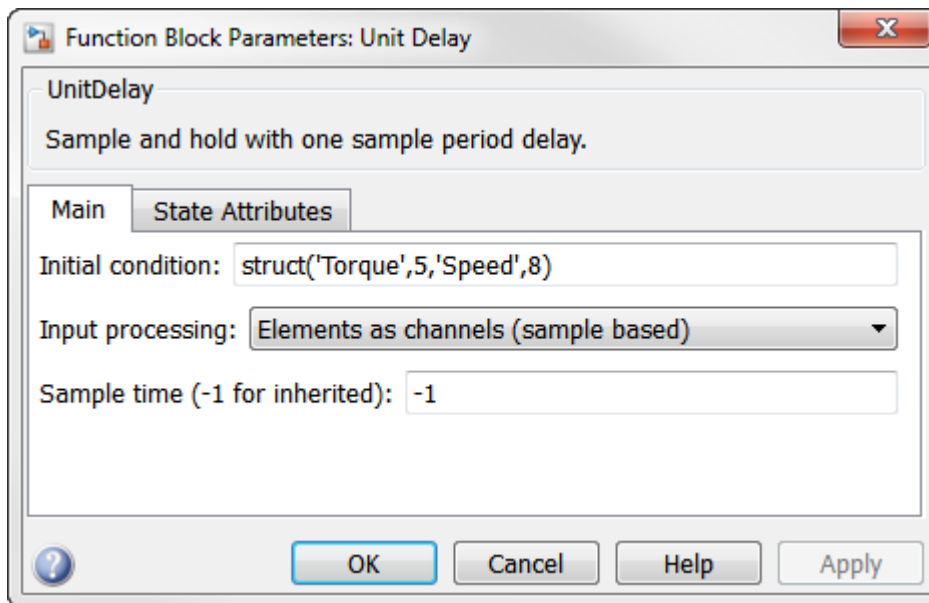 Function Block Parameters: Unit Delay
UnitDelay
Sample and hold with one sample period delay.
Main State Attributes
Initial condition: struct('Torque',5,'Speed',8)
Input processing: Elements as channels (sample based)
Sample time (-1 for inherited): -1
? OK Cancel Help Apply